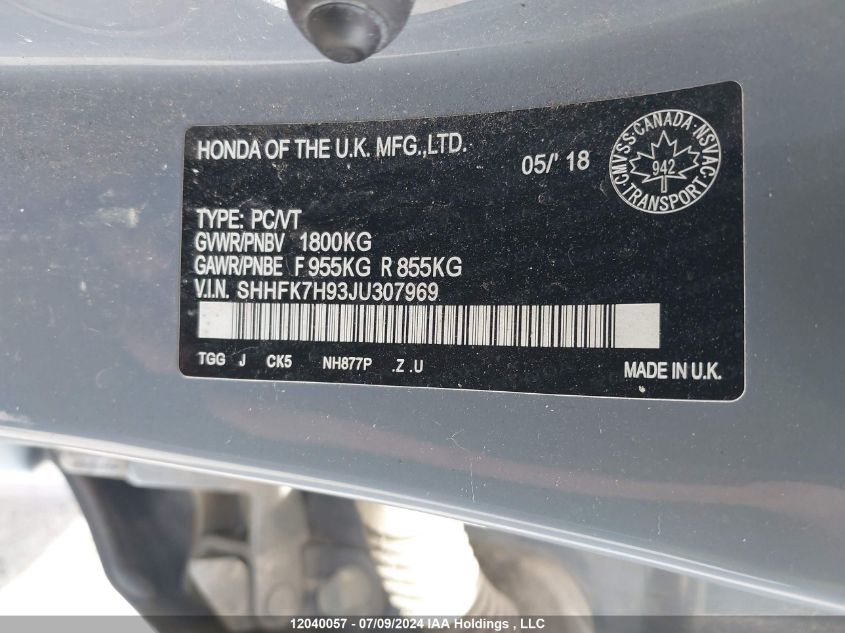 HONDA OF THE U.K. MFG.,LTD.
05/' 18
CMVSS · CANADA · NSVAC
942
TRANSPORT
TYPE: PC/VT
GVWR/PNBV 1800KG
GAWR/PNBE F 955KG R 855KG
V.I.N. SHHFK7H93JU307969
TGG J CK5 NH877P .Z .U
MADE IN U.K.
12040057 - 07/09/2024 IAA Holdings , LLC